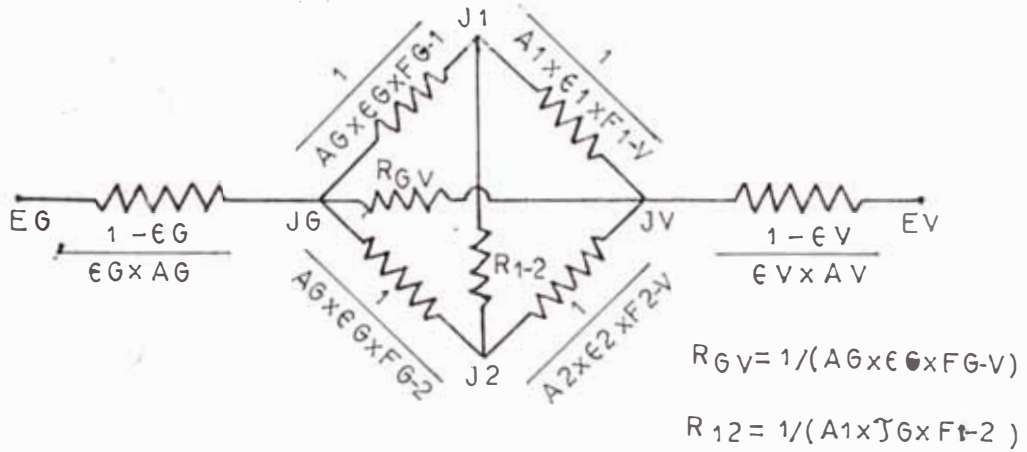 J1
1
AG×ϵG×FG-1
1
A1×ϵ1×F1-V
RGV
EG
1-ϵG
ϵG×AG
JG
JV
1-ϵV
ϵV×AV
EV
R1-2
1
AG×ϵG×FG-2
1
A2×ϵ2×F2-V
J2
RGV=1/(AG×ϵG×FG-V)
R12=1/(A1×TG×F1-2)